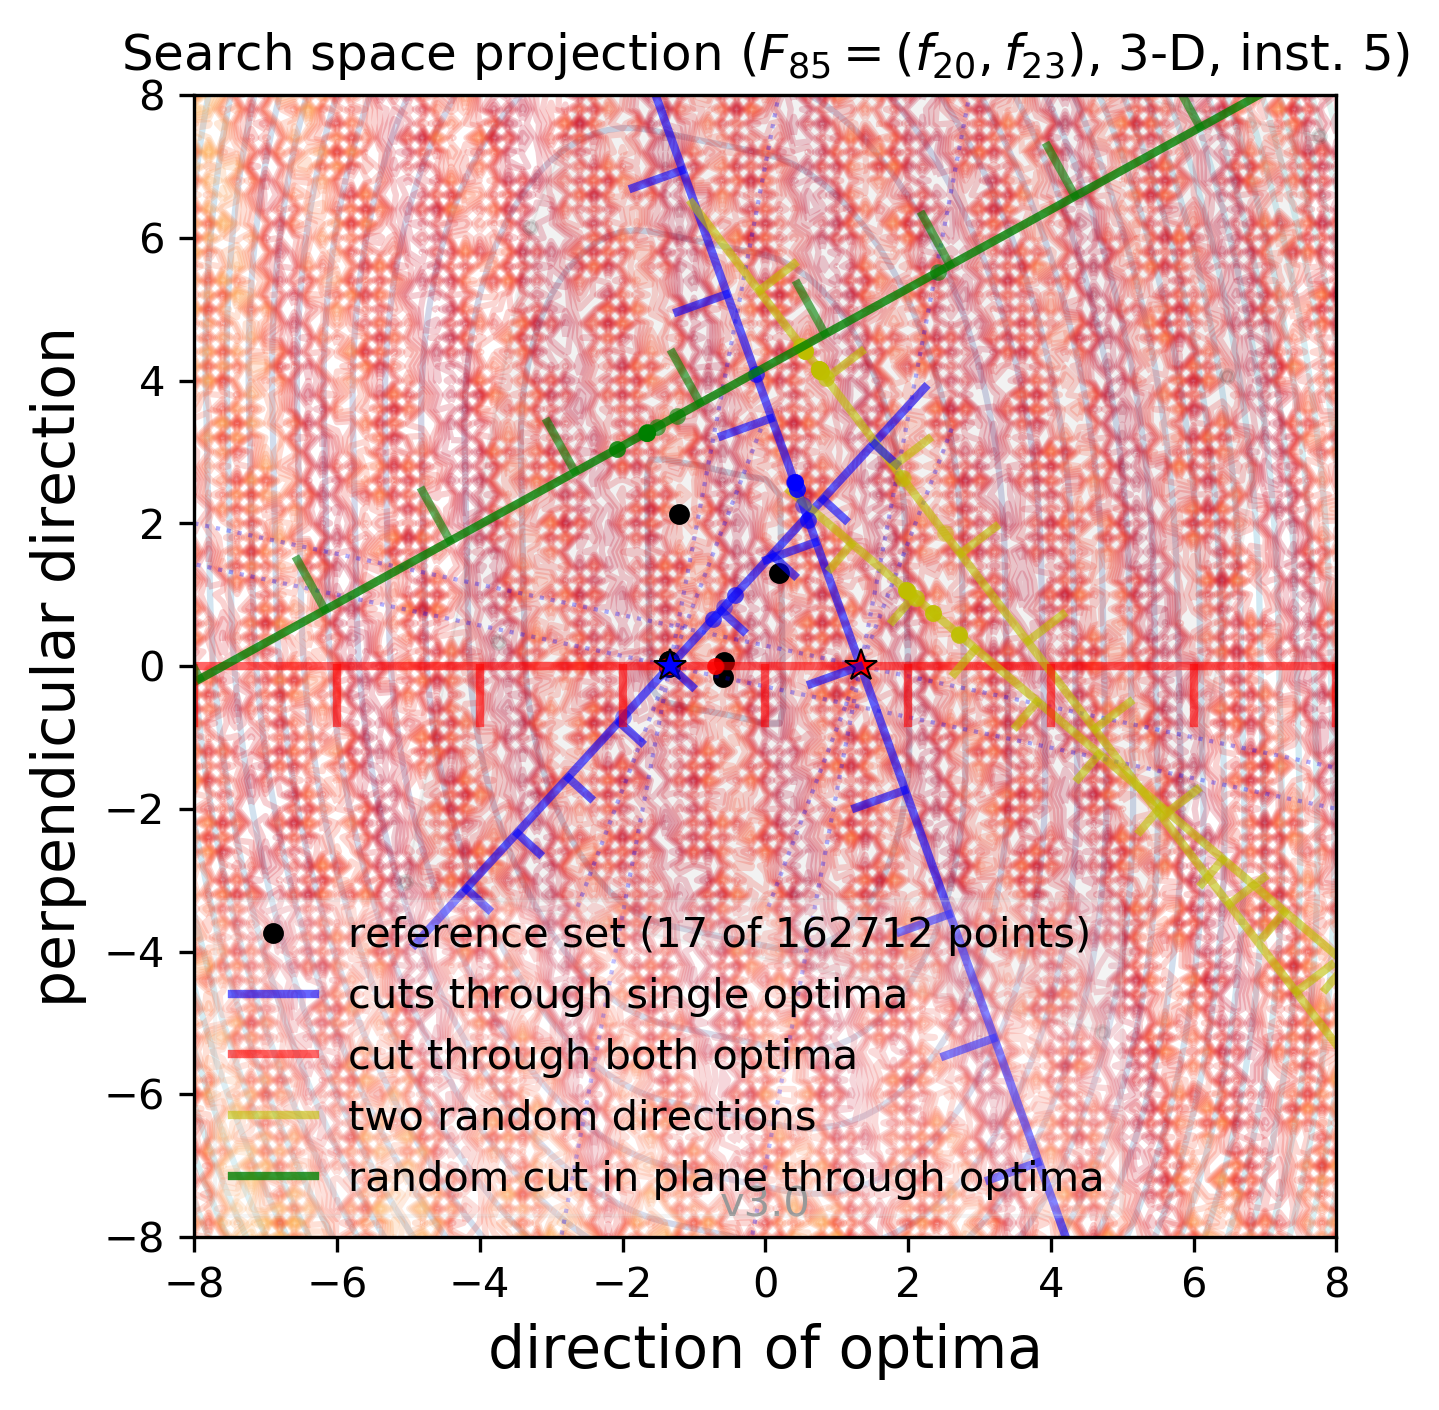 Search space projection (F85 = (f20, f23), 3-D, inst. 5)
8
6
4
2
0
−2
−4
−6
−8
perpendicular direction
reference set (17 of 162712 points)
cuts through single optima
cut through both optima
two random directions
random cut in plane through optima
v3.0
−8 −6 −4 −2 0 2 4 6 8
direction of optima